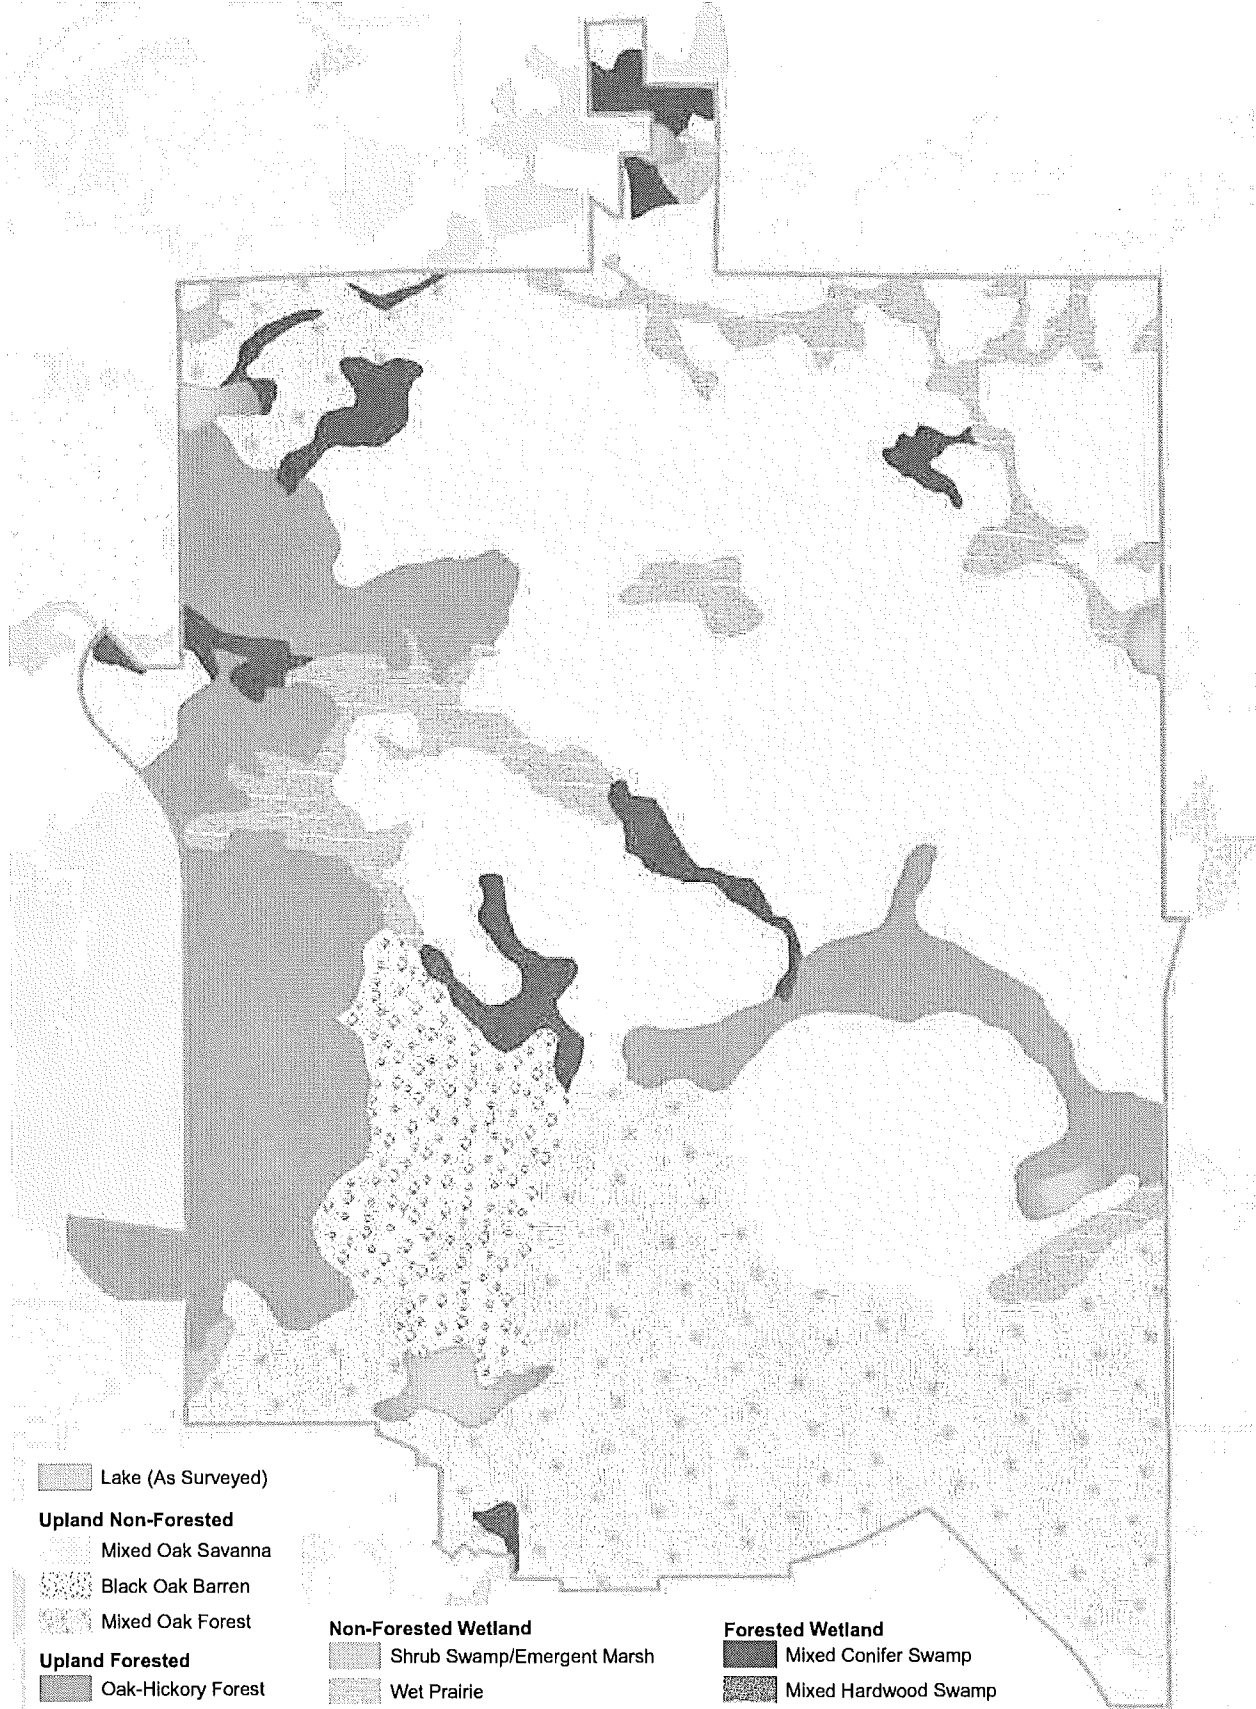 Lake (As Surveyed)
Upland Non-Forested
Mixed Oak Savanna
Black Oak Barren
Mixed Oak Forest
Upland Forested
Oak-Hickory Forest
Non-Forested Wetland
Shrub Swamp/Emergent Marsh
Wet Prairie
Forested Wetland
Mixed Conifer Swamp
Mixed Hardwood Swamp